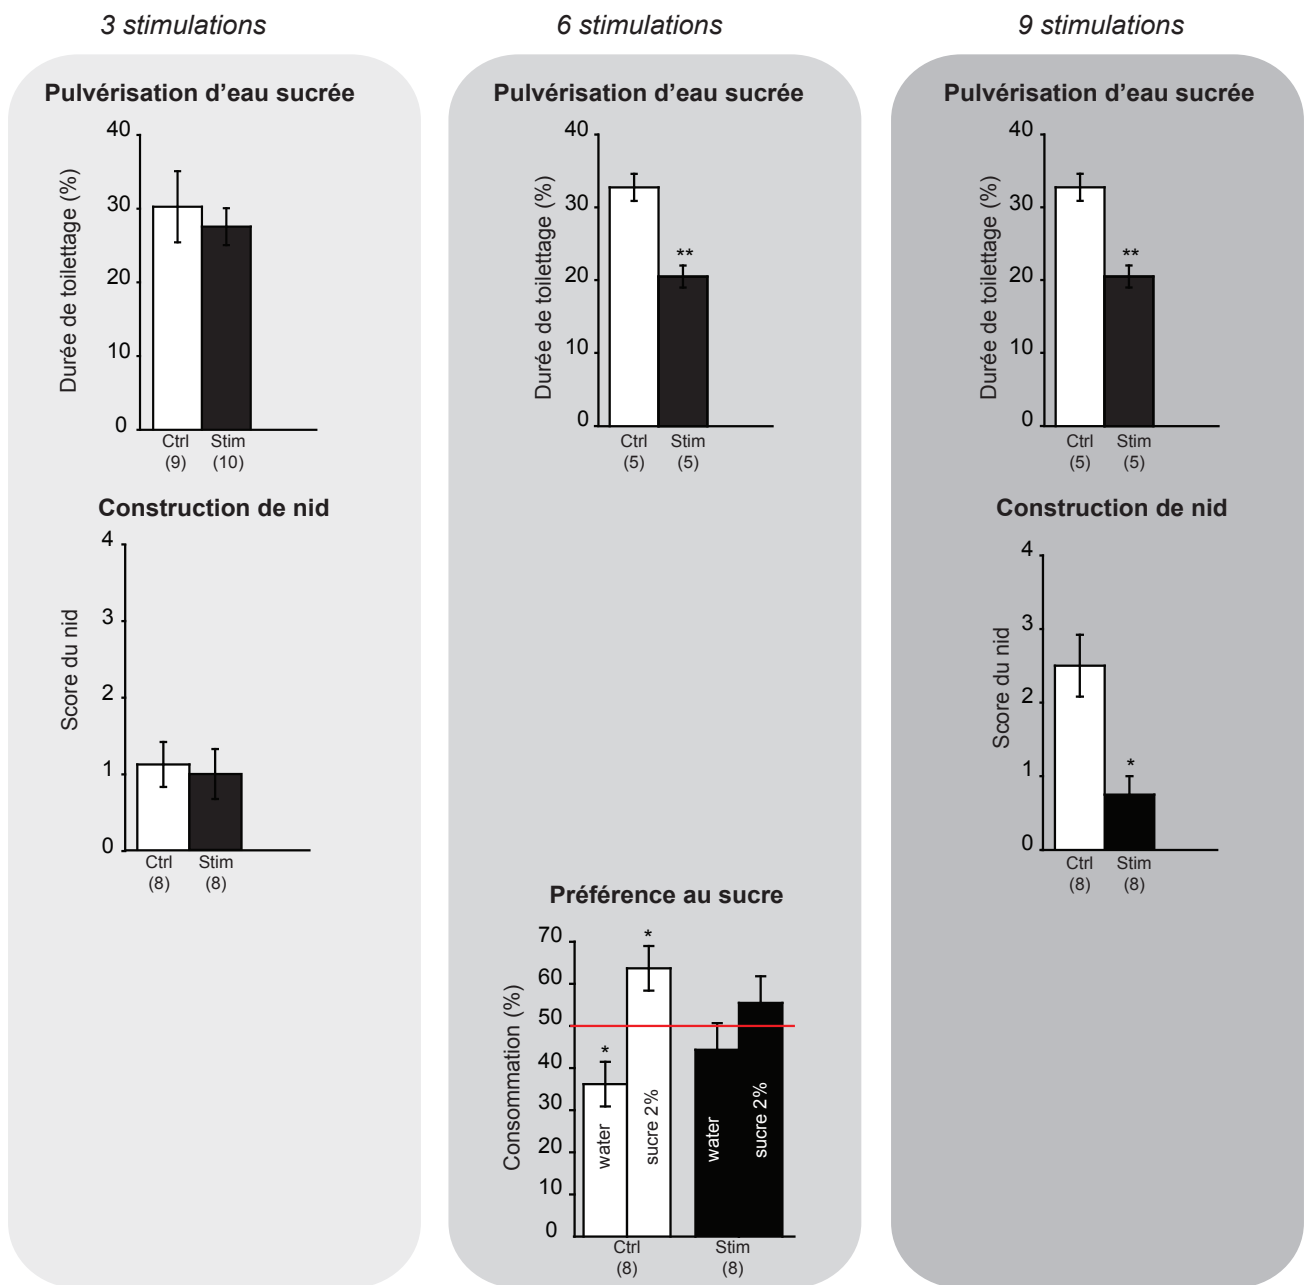 3 stimulations
Pulvérisation d'eau sucrée
Durée de toilettage (%)
40
30
20
10
0
Ctrl
(9)
Stim
(10)
Construction de nid
Score du nid
4
3
2
1
0
Ctrl
(8)
Stim
(8)
6 stimulations
Pulvérisation d'eau sucrée
Durée de toilettage (%)
40
30
20
10
0
**
Ctrl
(5)
Stim
(5)
Préférence au sucre
Consommation (%)
70
60
50
40
30
20
10
0
*
*
water
sucre 2%
water
sucre 2%
Ctrl
(8)
Stim
(8)
9 stimulations
Pulvérisation d'eau sucrée
Durée de toilettage (%)
40
30
20
10
0
**
Ctrl
(5)
Stim
(5)
Construction de nid
Score du nid
4
3
2
1
0
*
Ctrl
(8)
Stim
(8)